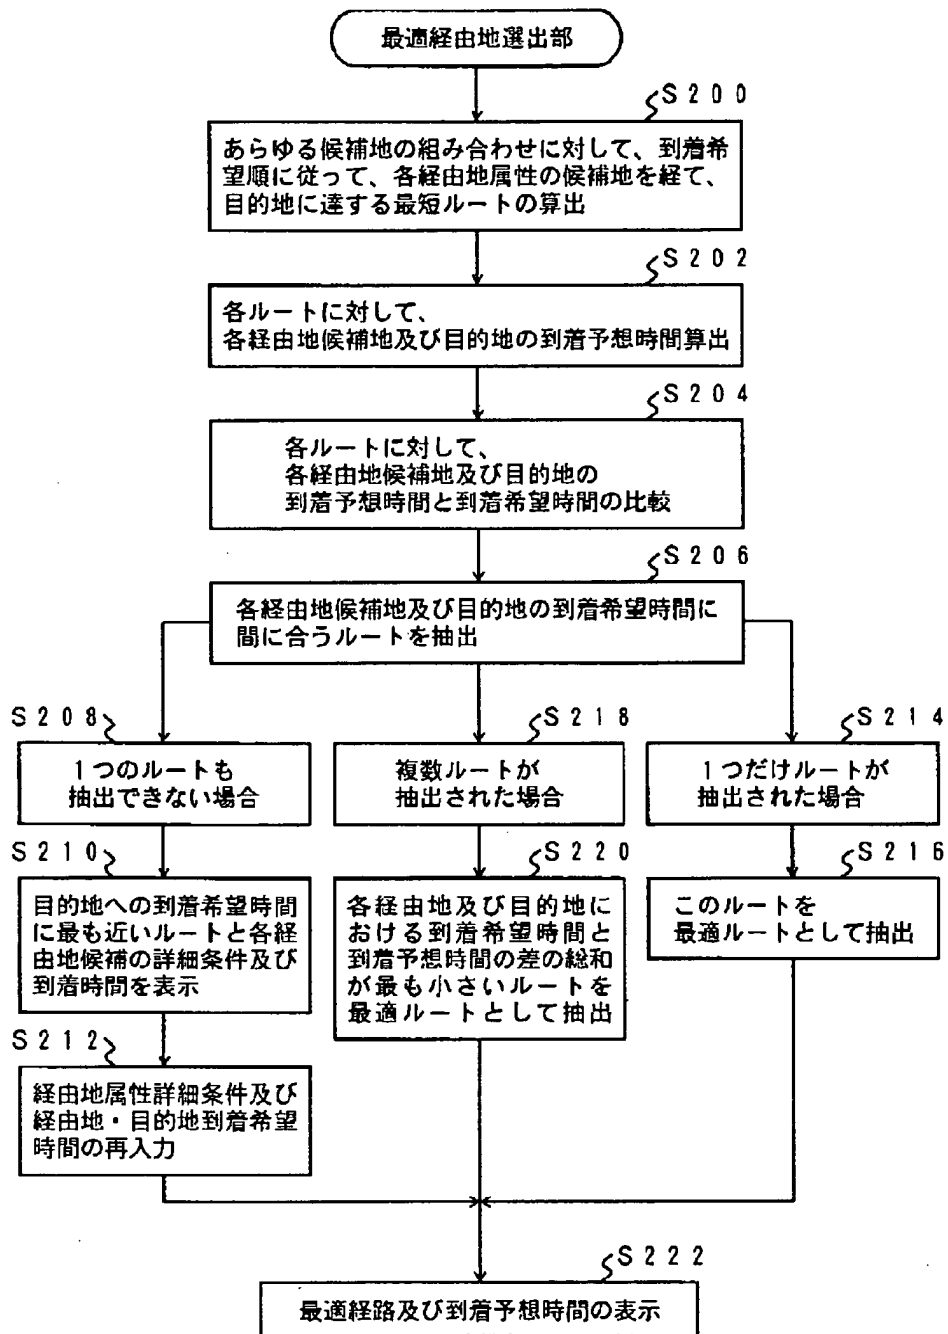 最適経由地選出部
S200
あらゆる候補地の組み合わせに対して、到着希
望順に従って、各経由地属性の候補地を経て、
目的地に達する最短ルートの算出
S202
各ルートに対して、
各経由地候補地及び目的地の到着予想時間算出
S204
各ルートに対して、
各経由地候補地及び目的地の
到着予想時間と到着希望時間の比較
S206
各経由地候補地及び目的地の到着希望時間に
間に合うルートを抽出
S208
1つのルートも
抽出できない場合
S218
複数ルートが
抽出された場合
S214
1つだけルートが
抽出された場合
S210
目的地への到着希望時間
に最も近いルートと各経
由地候補の詳細条件及び
到着時間を表示
S220
各経由地及び目的地に
おける到着希望時間と
到着予想時間の差の総和
が最も小さいルートを
最適ルートとして抽出
S216
このルートを
最適ルートとして抽出
S212
経由地属性詳細条件及び
経由地・目的地到着希望
時間の再入力
S222
最適経路及び到着予想時間の表示